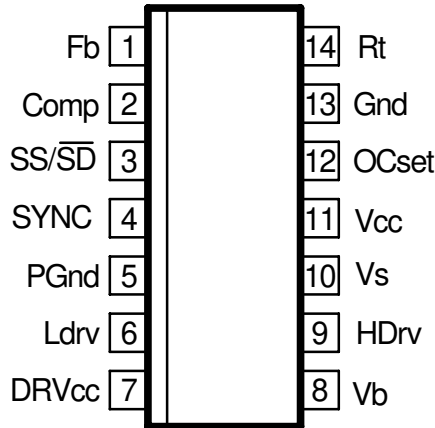 Fb 1 14 Rt
Comp 2 13 Gnd
SS/S̅D̅ 3 12 OCset
SYNC 4 11 Vcc
PGnd 5 10 Vs
Ldrv 6 9 HDrv
DRVcc 7 8 Vb